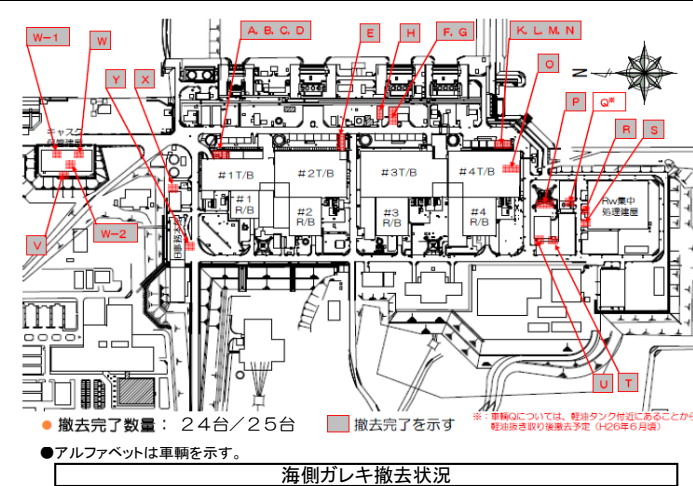 W-1
W
A, B, C, D
E
H
F, G
K, L, M, N
O
Y
X
N
P
Q※
R
S
キャスク
#1T/B
#2T/B
#3T/B
#4T/B
#1
R/B
#2
R/B
#3
R/B
#4
R/B
Rw集中
処理建屋
V
W-2
U
T
● 撤去完了数量： 24台／25台
撤去完了を示す
※：車輌Qについては、軽油タンク付近にあることから
軽油抜き取り後撤去予定（H26年6月頃）
●アルファベットは車輌を示す。
海側ガレキ撤去状況